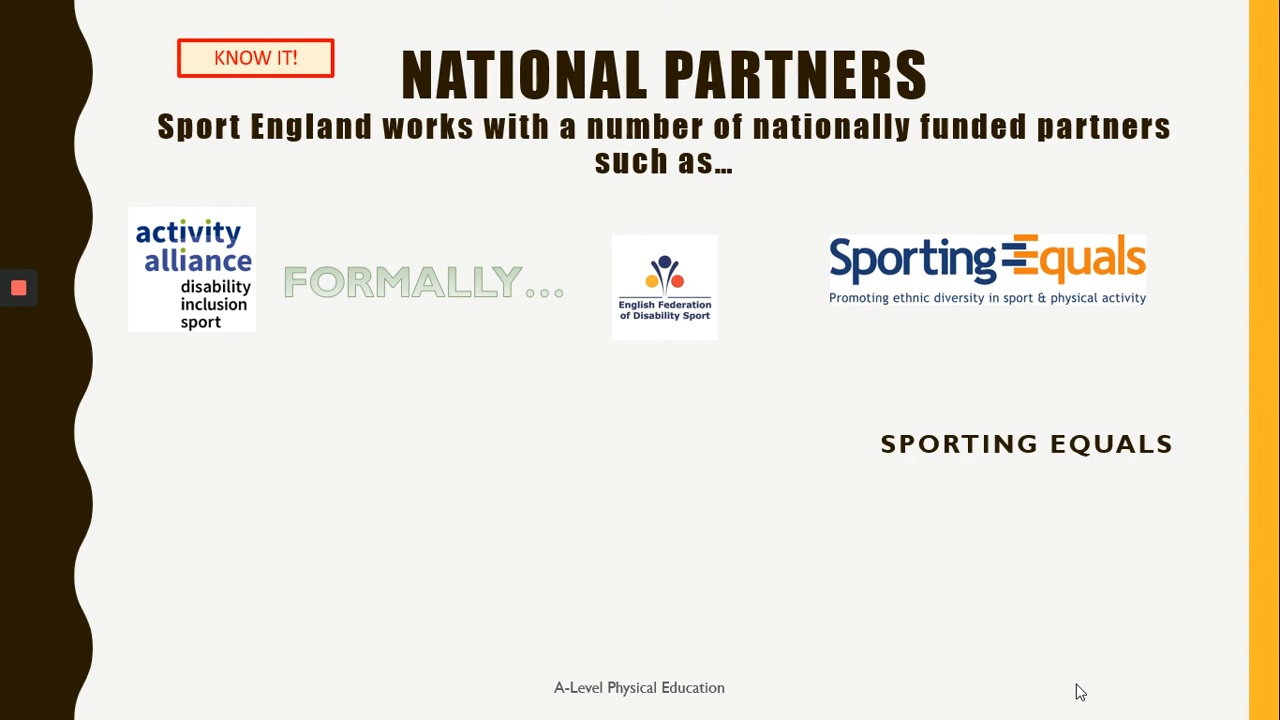 KNOW IT!
NATIONAL PARTNERS
Sport England works with a number of nationally funded partners
such as…
activity
alliance
disability
inclusion
sport
FORMALLY…
English Federation
of Disability Sport
Sporting Equals
Promoting ethnic diversity in sport & physical activity
SPORTING EQUALS
A-Level Physical Education